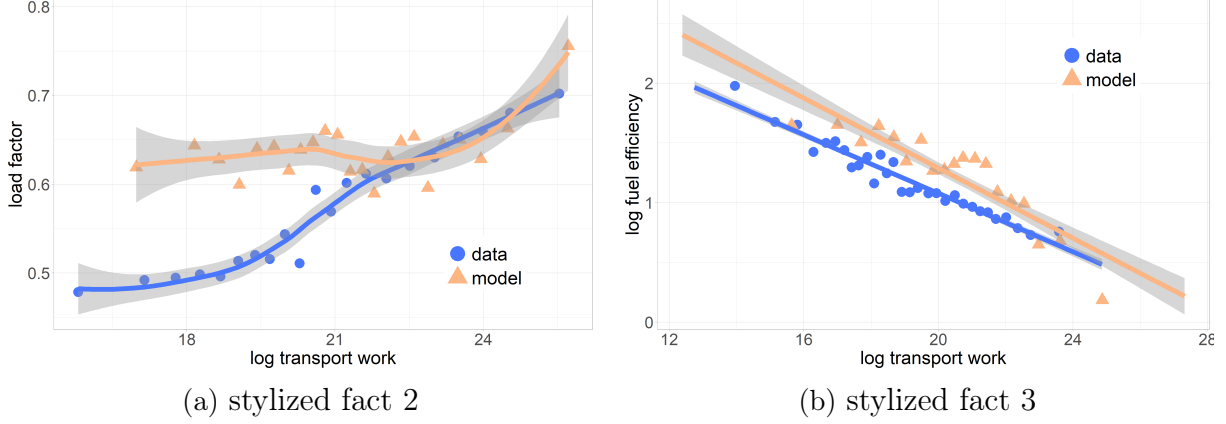 0.8
0.7
0.6
0.5
load factor
data
model
18
21
24
log transport work
(a) stylized fact 2
2
1
0
log fuel efficiency
data
model
12
16
20
24
28
log transport work
(b) stylized fact 3